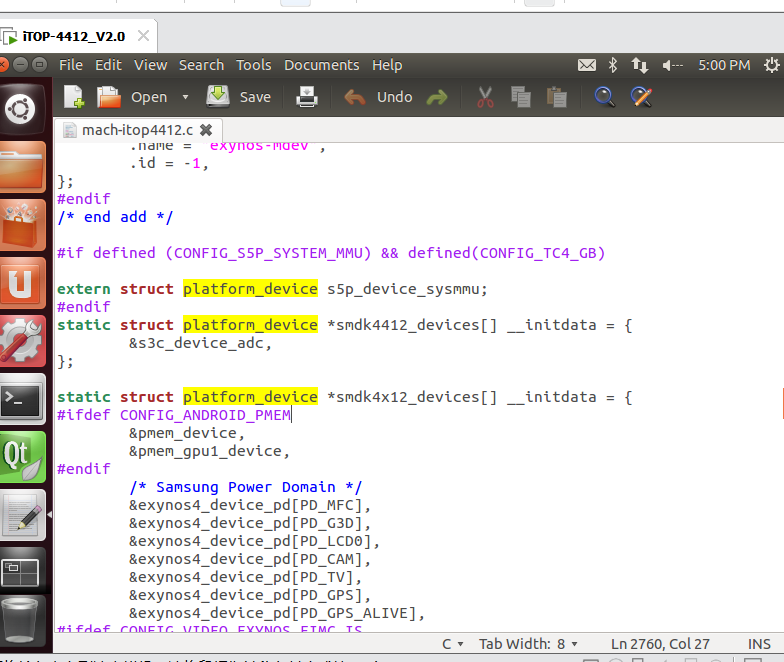 iTOP-4412_V2.0
File Edit View Search Tools Documents Help 5:00 PM
Open Save Undo
mach-itop4412.c
.name = "exynos-mdev",
.id = -1,
};
#endif
/* end add */
#if defined (CONFIG_S5P_SYSTEM_MMU) && defined(CONFIG_TC4_GB)
extern struct platform_device s5p_device_sysmmu;
#endif
static struct platform_device *smdk4412_devices[] __initdata = {
&s3c_device_adc,
};
static struct platform_device *smdk4x12_devices[] __initdata = {
#ifdef CONFIG_ANDROID_PMEM
&pmem_device,
&pmem_gpu1_device,
#endif
/* Samsung Power Domain */
&exynos4_device_pd[PD_MFC],
&exynos4_device_pd[PD_G3D],
&exynos4_device_pd[PD_LCD0],
&exynos4_device_pd[PD_CAM],
&exynos4_device_pd[PD_TV],
&exynos4_device_pd[PD_GPS],
&exynos4_device_pd[PD_GPS_ALIVE],
#ifdef CONFIG_VIDEO_EXYNOS_FIMC_IS
C Tab Width: 8 Ln 2760, Col 27 INS